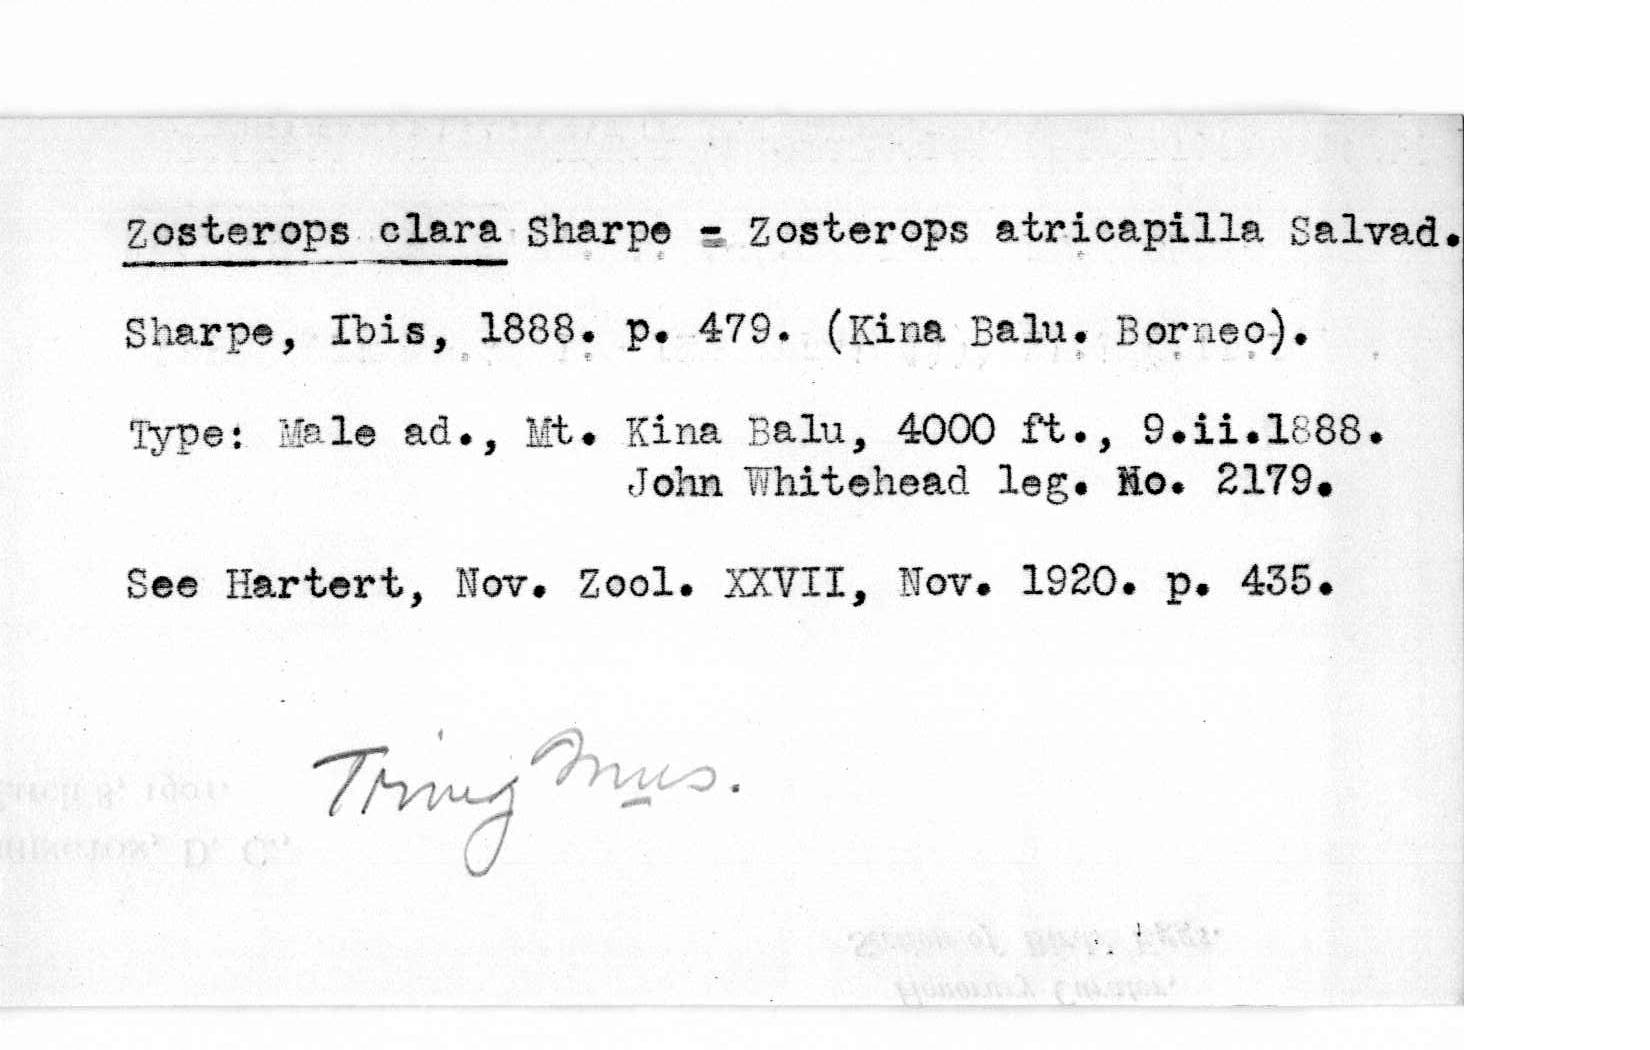 Zosterops clara Sharpe = Zosterops atricapilla Salvad.
Sharpe, Ibis, 1888. p. 479. (Kina Balu. Borneo).
Type: Male ad., Mt. Kina Balu, 4000 ft., 9.ii.1888.
John Whitehead leg. No. 2179.
See Hartert, Nov. Zool. XXVII, Nov. 1920. p. 435.
Tring Mus.